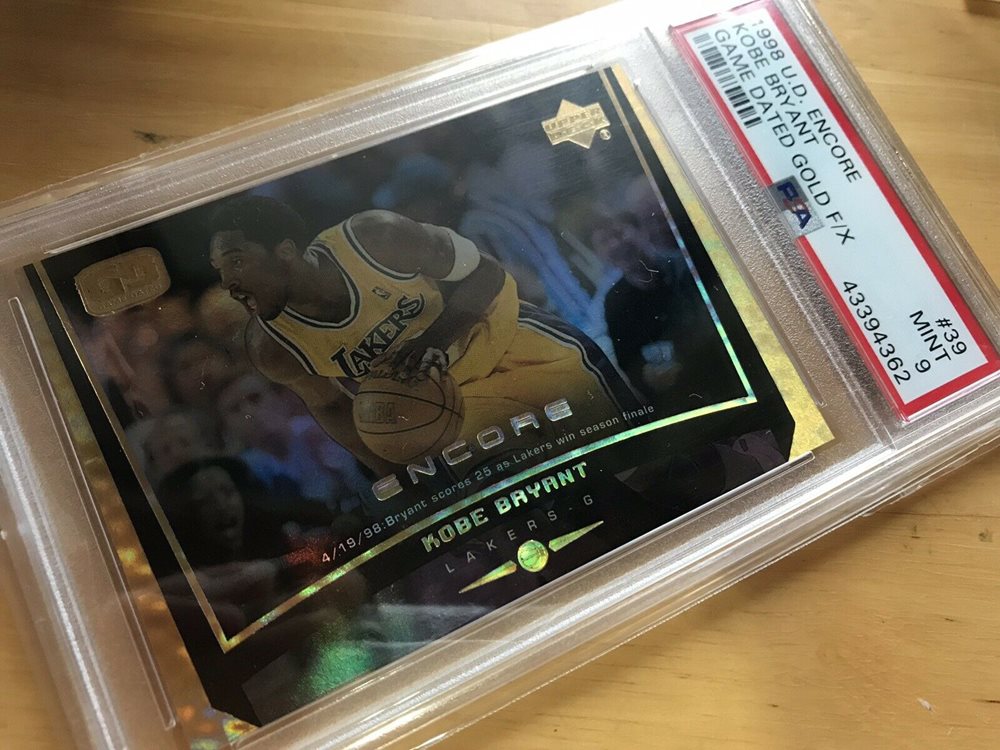 1998 U.D. ENCORE
KOBE BRYANT
GAME DATED GOLD F/X
#39
MINT
9
43394362
PSA
UPPER
DECK
GD
LAKERS
ENCORE
4/19/98:Bryant scores 25 as Lakers win season finale
KOBE BRYANT
LAKERS·G